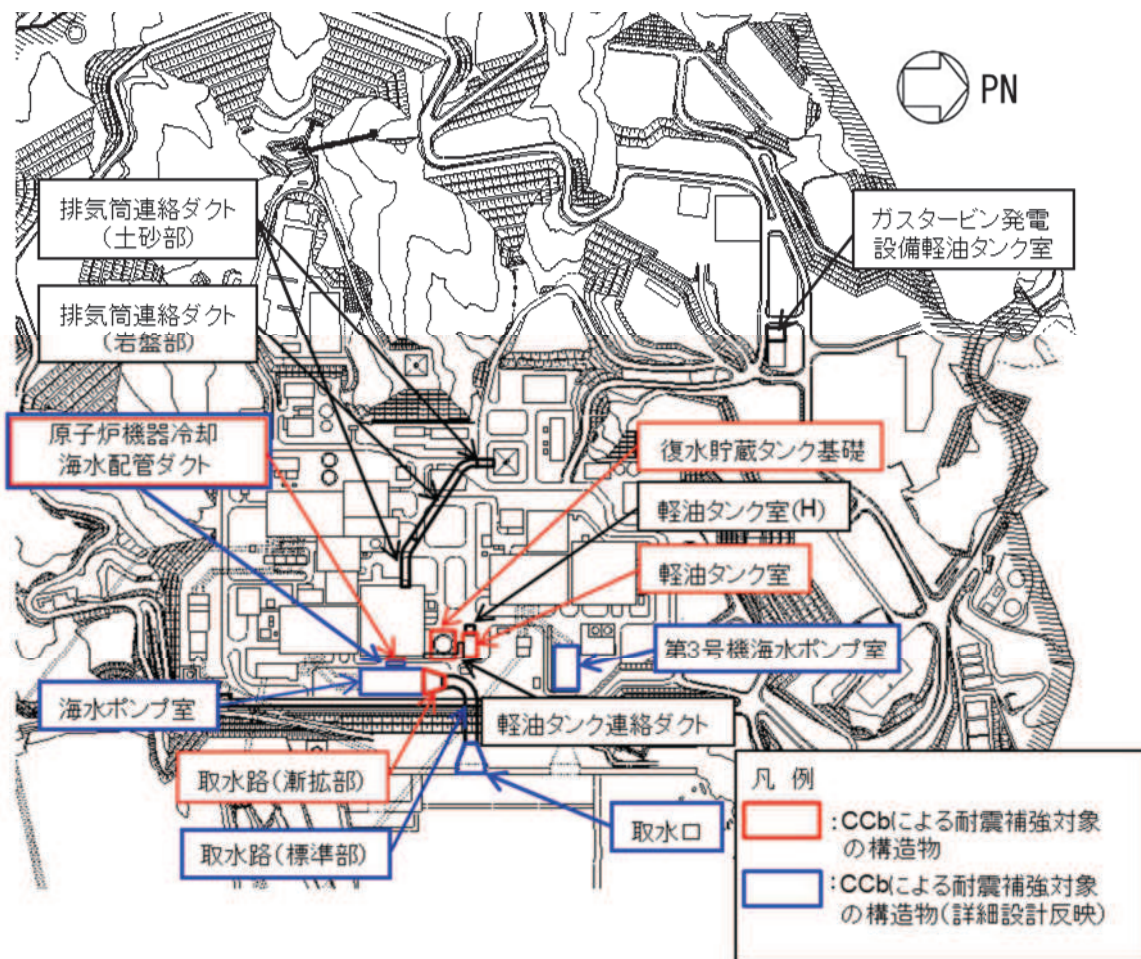 PN
排気筒連絡ダクト
(土砂部)
ガスタービン発電
設備軽油タンク室
排気筒連絡ダクト
(岩盤部)
原子炉機器冷却
海水配管ダクト
復水貯蔵タンク基礎
軽油タンク室(H)
軽油タンク室
第3号機海水ポンプ室
海水ポンプ室
軽油タンク連絡ダクト
取水路(漸拡部)
取水口
取水路(標準部)
凡 例
:CCbによる耐震補強対象
の構造物
:CCbによる耐震補強対象
の構造物(詳細設計反映)